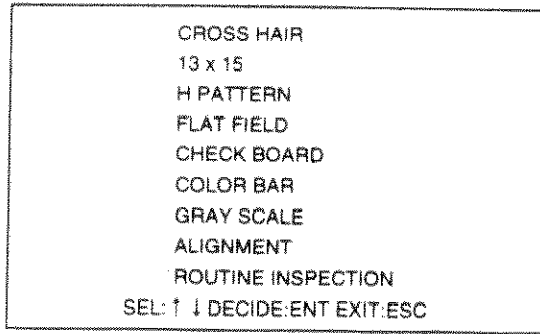 CROSS HAIR
13 x 15
H PATTERN
FLAT FIELD
CHECK BOARD
COLOR BAR
GRAY SCALE
ALIGNMENT
ROUTINE INSPECTION
SEL: ↑ ↓ DECIDE:ENT EXIT:ESC